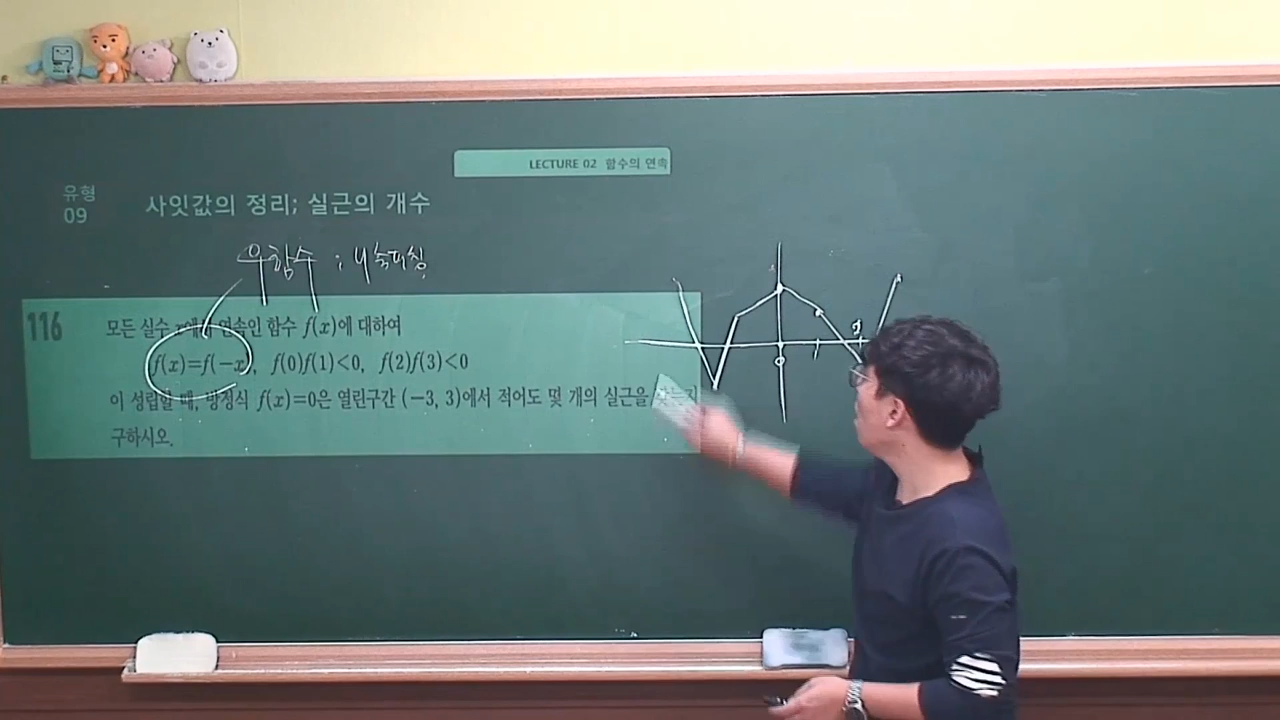 LECTURE 02 함수의 연속
유형
09
사잇값의 정리; 실근의 개수
우함수 : y축대칭
116
모든 실수 x에서 연속인 함수 f(x)에 대하여
f(x)=f(−x), f(0)f(1)<0, f(2)f(3)<0
이 성립할 때, 방정식 f(x)=0은 열린구간 (−3, 3)에서 적어도 몇 개의 실근을 갖는지
구하시오.
0